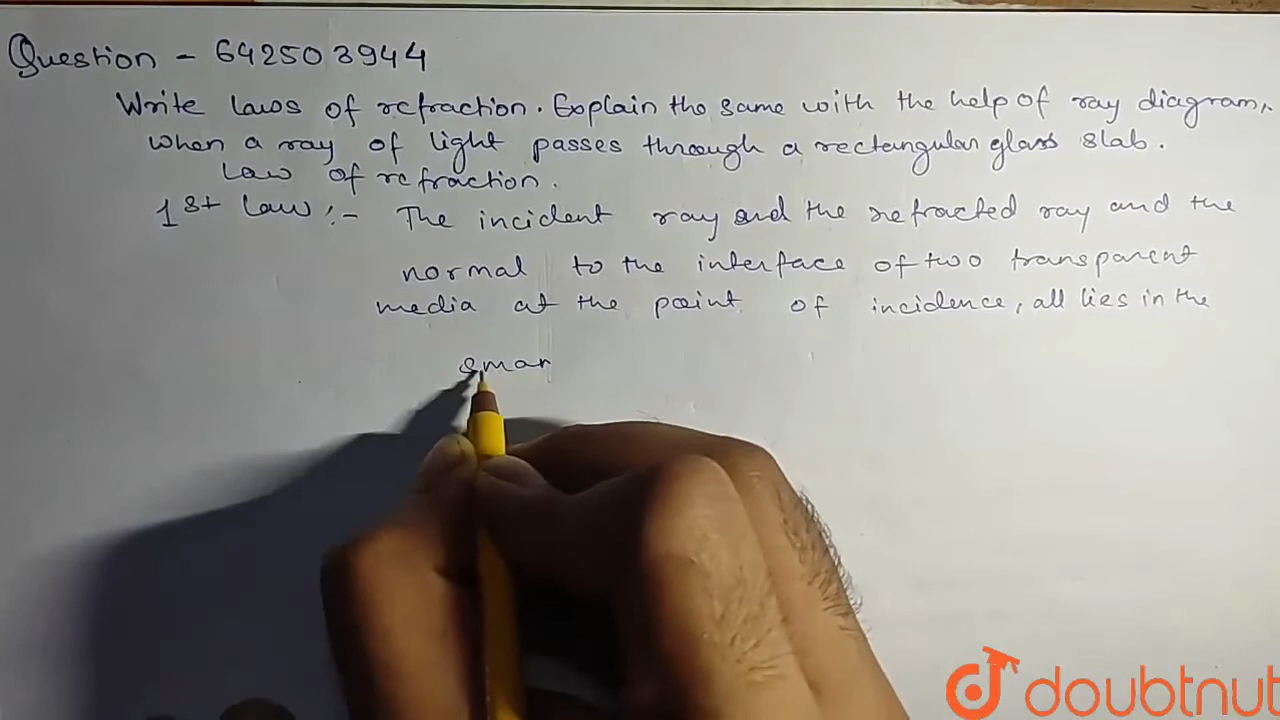 Question - 642503944
Write laws of refraction. Explain the same with the help of ray diagram,
when a ray of light passes through a rectangular glass slab.
Law of refraction.
1st Law :- The incident ray and the refracted ray and the
normal to the interface of two transparent
media at the point of incidence, all lies in the
doubtnut